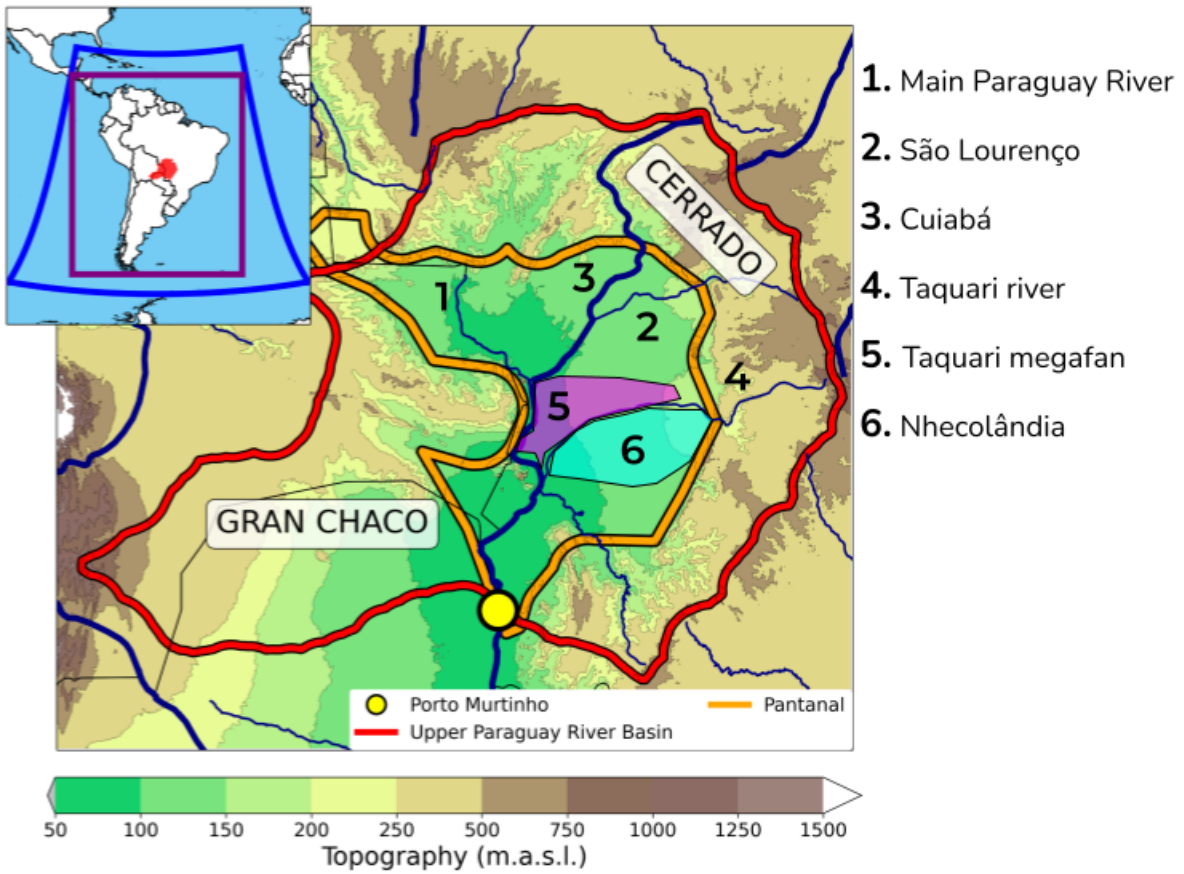 1. Main Paraguay River
2. São Lourenço
3. Cuiabá
4. Taquari river
5. Taquari megafan
6. Nhecolândia
CERRADO
1
3
2
4
5
6
GRAN CHACO
Porto Murtinho
Pantanal
Upper Paraguay River Basin
50 100 150 200 250 500 750 1000 1250 1500
Topography (m.a.s.l.)